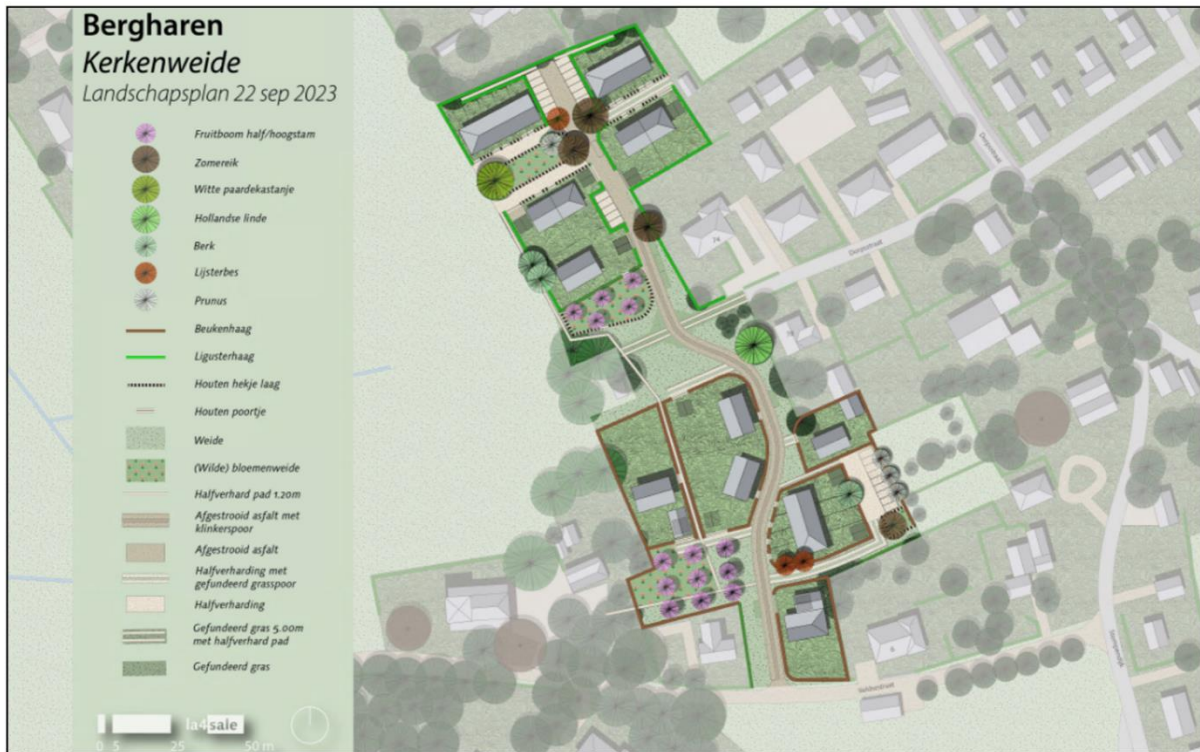 Bergharen
Kerkenweide
Landschapsplan 22 sep 2023
Fruitboom half/hoogstam
Zomereik
Witte paardekastanje
Hollandse linde
Berk
Lijsterbes
Prunus
Beukenhaag
Ligusterhaag
Houten hekje laag
Houten poortje
Weide
(Wilde) bloemenweide
Halfverhard pad 1.20m
Afgestrooid asfalt met
klinkerspoor
Afgestrooid asfalt
Halfverharding met
gefundeerd grasspoor
Halfverharding
Gefundeerd gras 5.00m
met halfverhard pad
Gefundeerd gras
la4sale
0 5 25 50 m